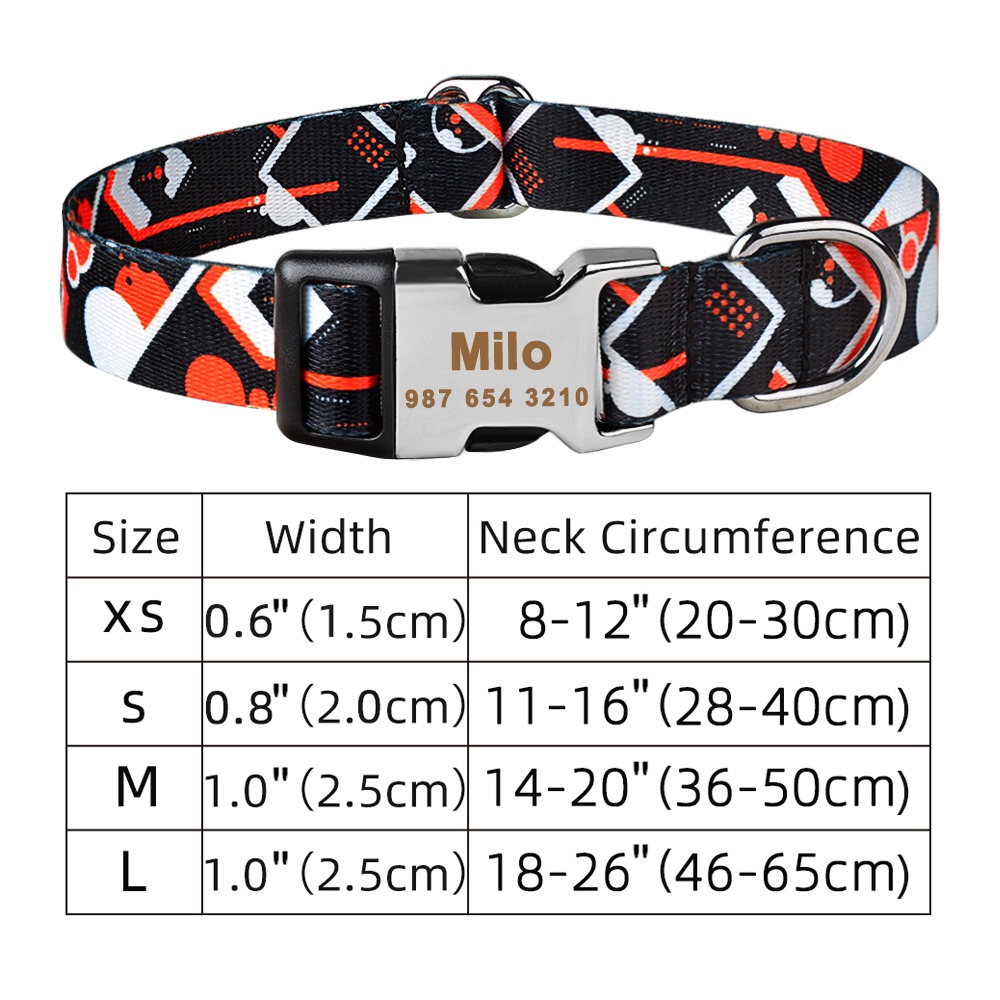 Milo
987 654 3210
Size Width Neck Circumference
XS 0.6" (1.5cm) 8-12" (20-30cm)
S 0.8" (2.0cm) 11-16" (28-40cm)
M 1.0" (2.5cm) 14-20" (36-50cm)
L 1.0" (2.5cm) 18-26" (46-65cm)